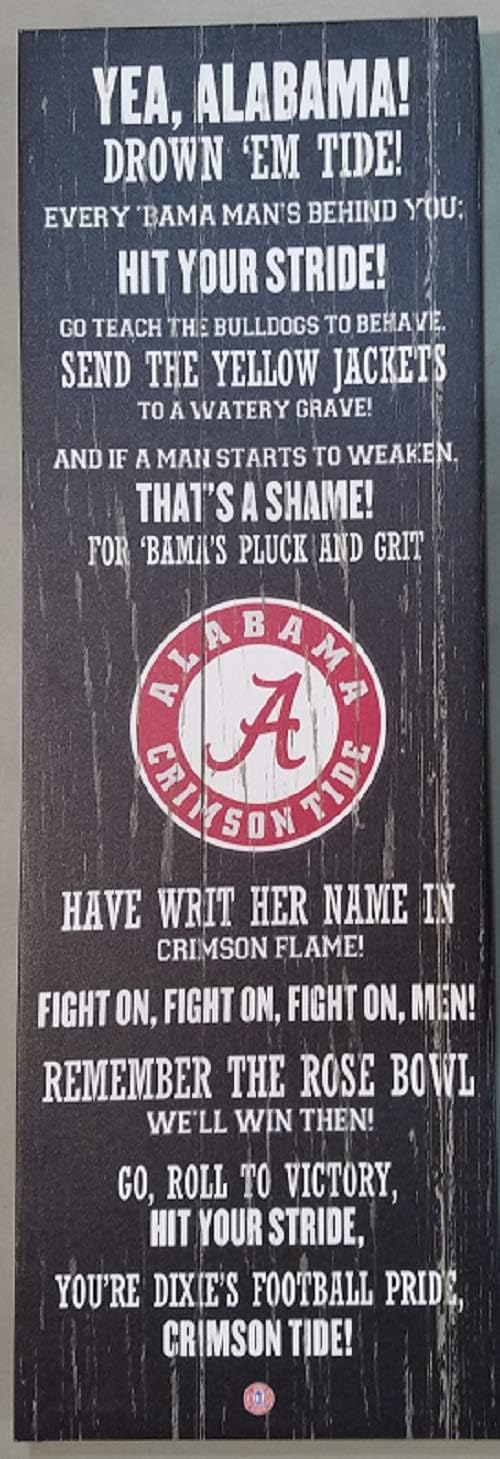 YEA, ALABAMA!
DROWN 'EM TIDE!
EVERY 'BAMA MAN'S BEHIND YOU;
HIT YOUR STRIDE!
GO TEACH THE BULLDOGS TO BEHAVE.
SEND THE YELLOW JACKETS
TO A WATERY GRAVE!
AND IF A MAN STARTS TO WEAKEN,
THAT'S A SHAME!
FOR 'BAMA'S PLUCK AND GRIT
ALABAMA
A
CRIMSON TIDE
HAVE WRIT HER NAME IN
CRIMSON FLAME!
FIGHT ON, FIGHT ON, FIGHT ON, MEN!
REMEMBER THE ROSE BOWL
WE'LL WIN THEN!
GO, ROLL TO VICTORY,
HIT YOUR STRIDE,
YOU'RE DIXIE'S FOOTBALL PRIDE,
CRIMSON TIDE!